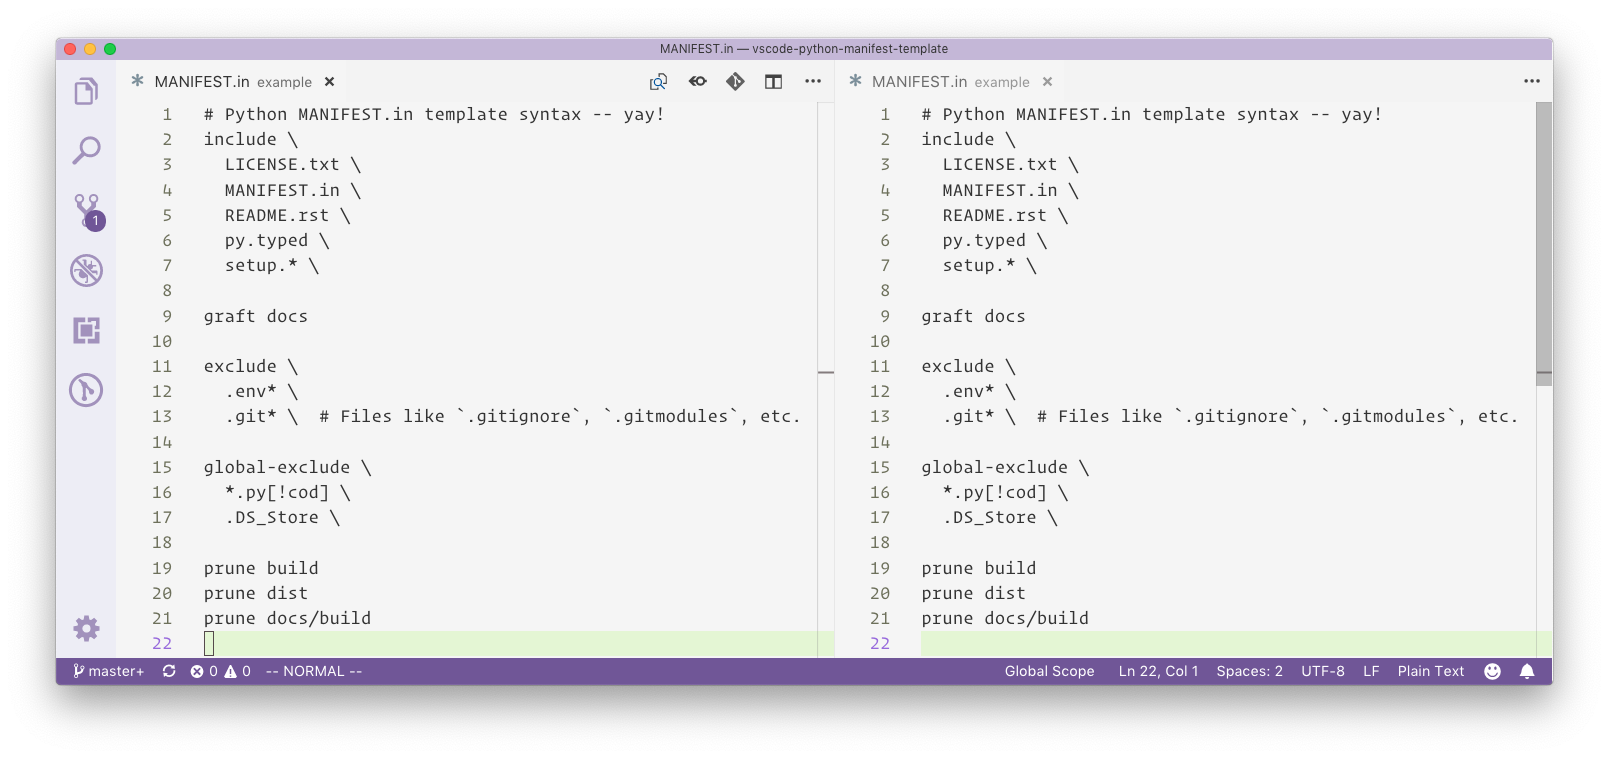 MANIFEST.in — vscode-python-manifest-template
MANIFEST.in example
1 # Python MANIFEST.in template syntax -- yay!
2 include \
3 LICENSE.txt \
4 MANIFEST.in \
5 README.rst \
6 py.typed \
7 setup.* \
8
9 graft docs
10
11 exclude \
12 .env* \
13 .git* \  # Files like `.gitignore`, `.gitmodules`, etc.
14
15 global-exclude \
16 *.py[!cod] \
17 .DS_Store \
18
19 prune build
20 prune dist
21 prune docs/build
22
MANIFEST.in example
1 # Python MANIFEST.in template syntax -- yay!
2 include \
3 LICENSE.txt \
4 MANIFEST.in \
5 README.rst \
6 py.typed \
7 setup.* \
8
9 graft docs
10
11 exclude \
12 .env* \
13 .git* \  # Files like `.gitignore`, `.gitmodules`, etc.
14
15 global-exclude \
16 *.py[!cod] \
17 .DS_Store \
18
19 prune build
20 prune dist
21 prune docs/build
22
1
master+ 0 0 -- NORMAL -- Global Scope Ln 22, Col 1 Spaces: 2 UTF-8 LF Plain Text